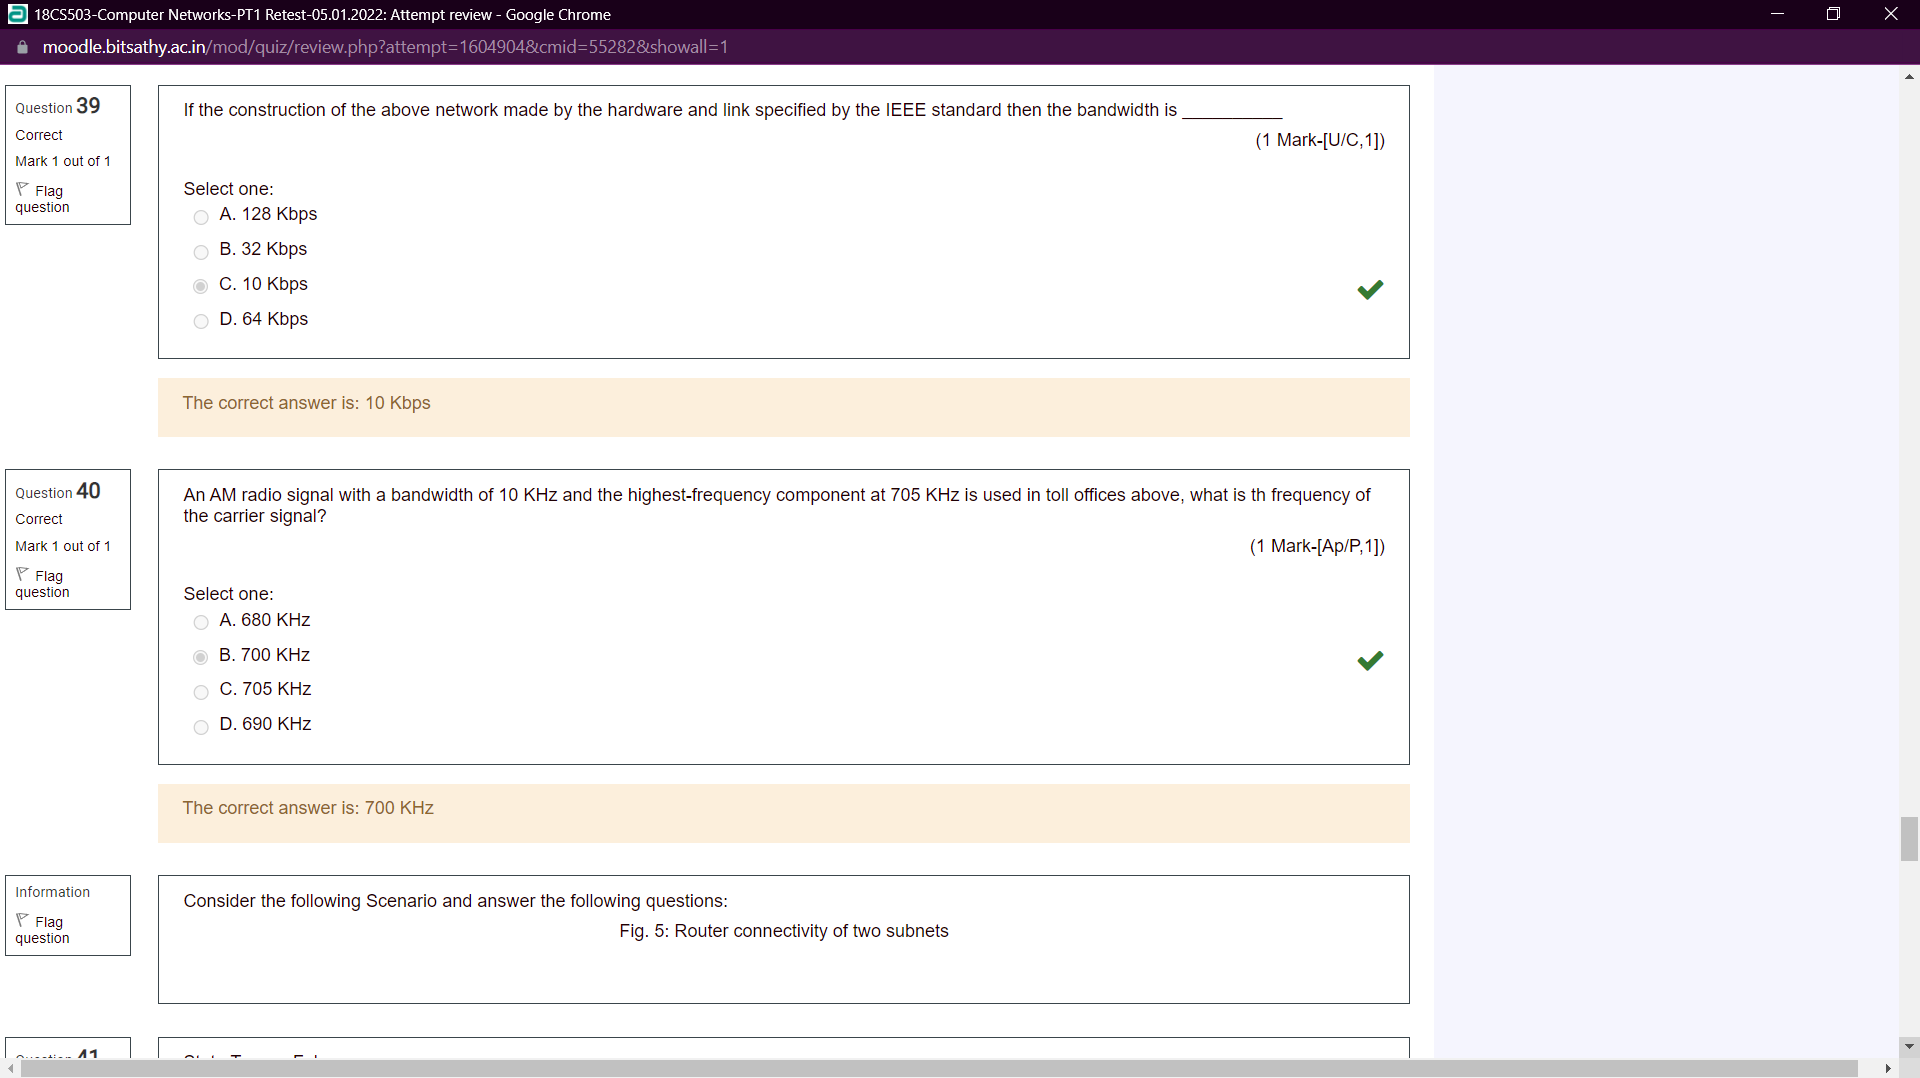 18CS503-Computer Networks-PT1 Retest-05.01.2022: Attempt review - Google Chrome
moodle.bitsathy.ac.in/mod/quiz/review.php?attempt=1604904&cmid=55282&showall=1
Question 39
Correct
Mark 1 out of 1
Flag
question
If the construction of the above network made by the hardware and link specified by the IEEE standard then the bandwidth is __________
(1 Mark-[U/C,1])
Select one:
A. 128 Kbps
B. 32 Kbps
C. 10 Kbps
D. 64 Kbps
The correct answer is: 10 Kbps
Question 40
Correct
Mark 1 out of 1
Flag
question
An AM radio signal with a bandwidth of 10 KHz and the highest-frequency component at 705 KHz is used in toll offices above, what is th frequency of
the carrier signal?
(1 Mark-[Ap/P,1])
Select one:
A. 680 KHz
B. 700 KHz
C. 705 KHz
D. 690 KHz
The correct answer is: 700 KHz
Information
Flag
question
Consider the following Scenario and answer the following questions:
Fig. 5: Router connectivity of two subnets
Question 41